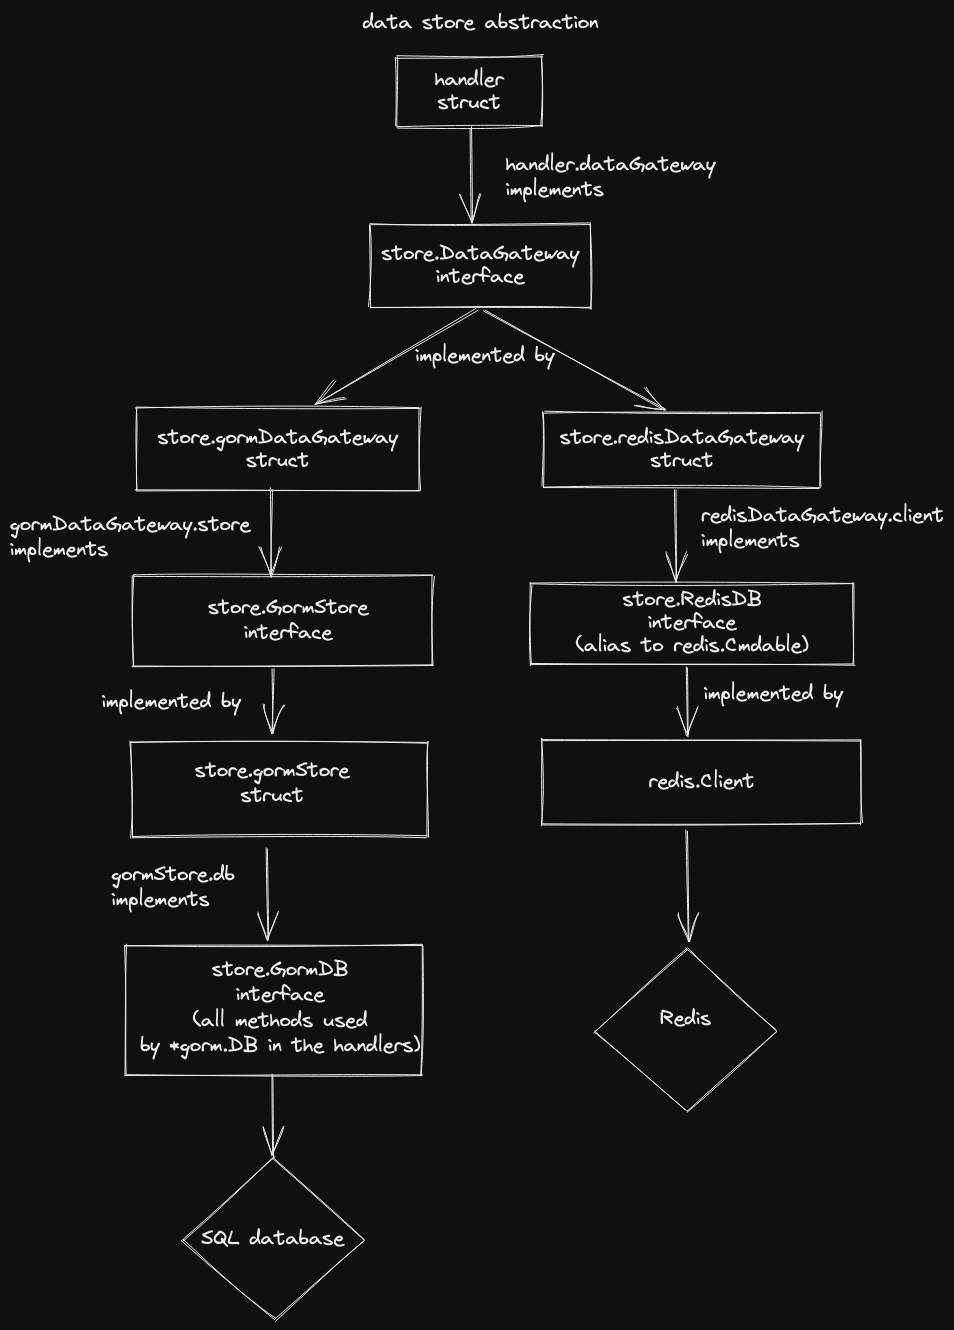 data store abstraction
handler
struct
handler.dataGateway
implements
store.DataGateway
interface
implemented by
store.gormDataGateway
struct
store.redisDataGateway
struct
gormDataGateway.store
implements
redisDataGateway.client
implements
store.GormStore
interface
store.RedisDB
interface
(alias to redis.Cmdable)
implemented by
implemented by
store.gormStore
struct
redis.Client
gormStore.db
implements
store.GormDB
interface
(all methods used
by *gorm.DB in the handlers)
Redis
SQL database